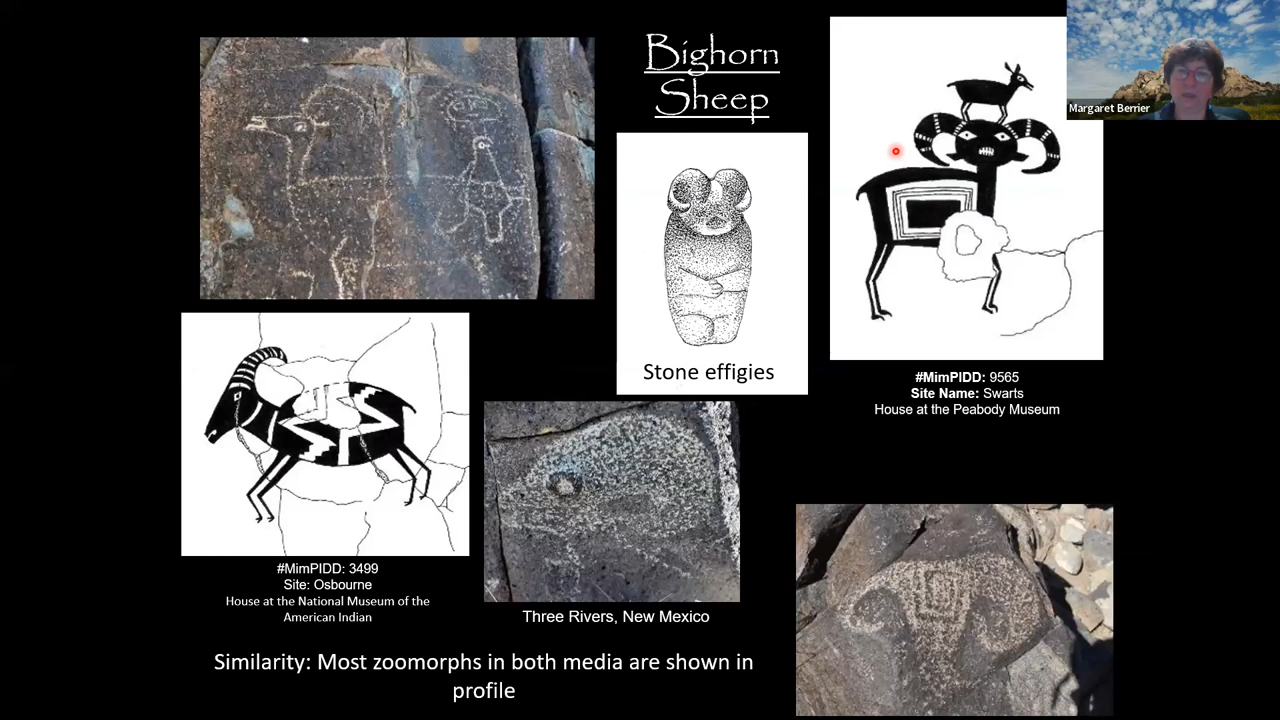 Bighorn
Sheep
Margaret Berrier
Stone effigies
#MimPIDD: 9565
Site Name: Swarts
House at the Peabody Museum
#MimPIDD: 3499
Site: Osbourne
House at the National Museum of the
American Indian
Three Rivers, New Mexico
Similarity: Most zoomorphs in both media are shown in
profile